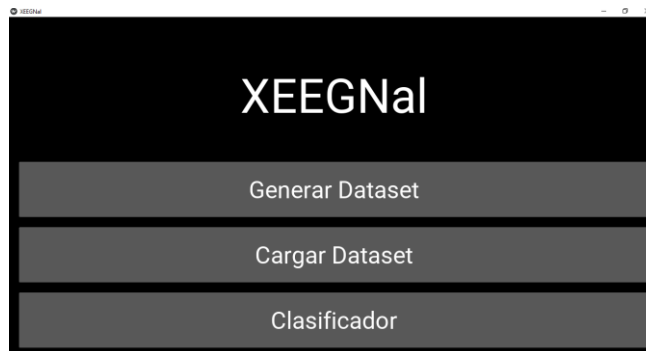 XEEGNal
XEEGNal
Generar Dataset
Cargar Dataset
Clasificador